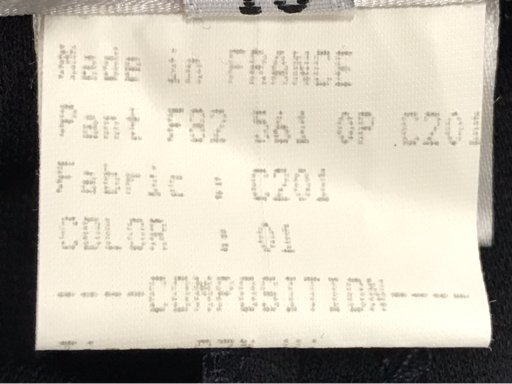 Made in FRANCE
Pant F82 561 0P C201
Fabric : C201
COLOR : 01
----COMPOSITION----